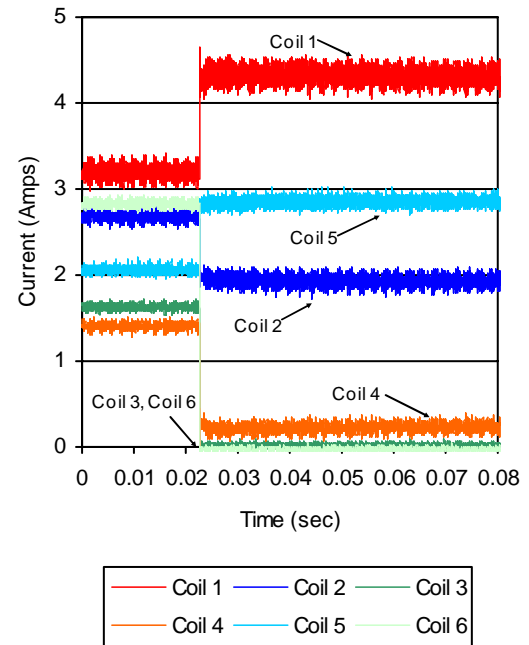 5
Coil 1
4
3
Coil 5
Current (Amps)
2
Coil 2
1
Coil 3, Coil 6
Coil 4
0
0 0.01 0.02 0.03 0.04 0.05 0.06 0.07 0.08
Time (sec)
Coil 1 Coil 2 Coil 3
Coil 4 Coil 5 Coil 6